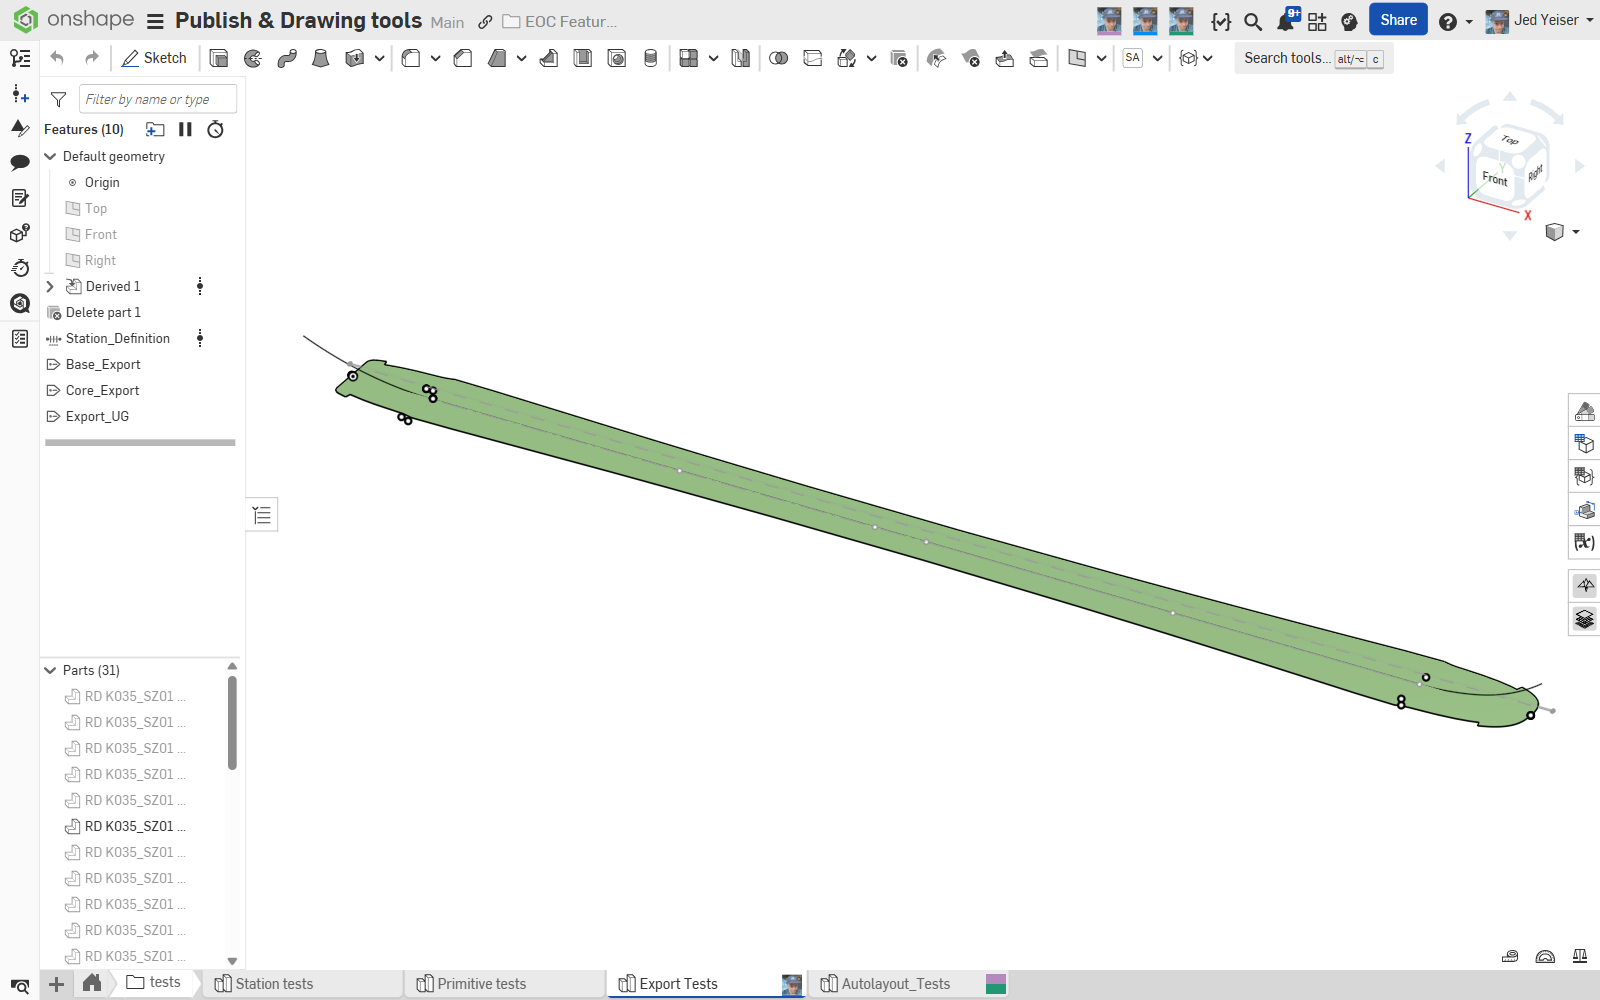 onshape
Publish & Drawing tools Main EOC Featur...
9+
Share
Jed Yeiser
Sketch
SA
Search tools... alt/⌥ c
Filter by name or type
Features (10)
Default geometry
Origin
Top
Front
Right
Derived 1
Delete part 1
Station_Definition
Base_Export
Core_Export
Export_UG
Z
Top
Y
Front
Right
X
Parts (31)
RD K035_SZ01 ...
RD K035_SZ01 ...
RD K035_SZ01 ...
RD K035_SZ01 ...
RD K035_SZ01 ...
RD K035_SZ01 ...
RD K035_SZ01 ...
RD K035_SZ01 ...
RD K035_SZ01 ...
RD K035_SZ01 ...
RD K035_SZ01 ...
tests
Station tests
Primitive tests
Export Tests
Autolayout_Tests